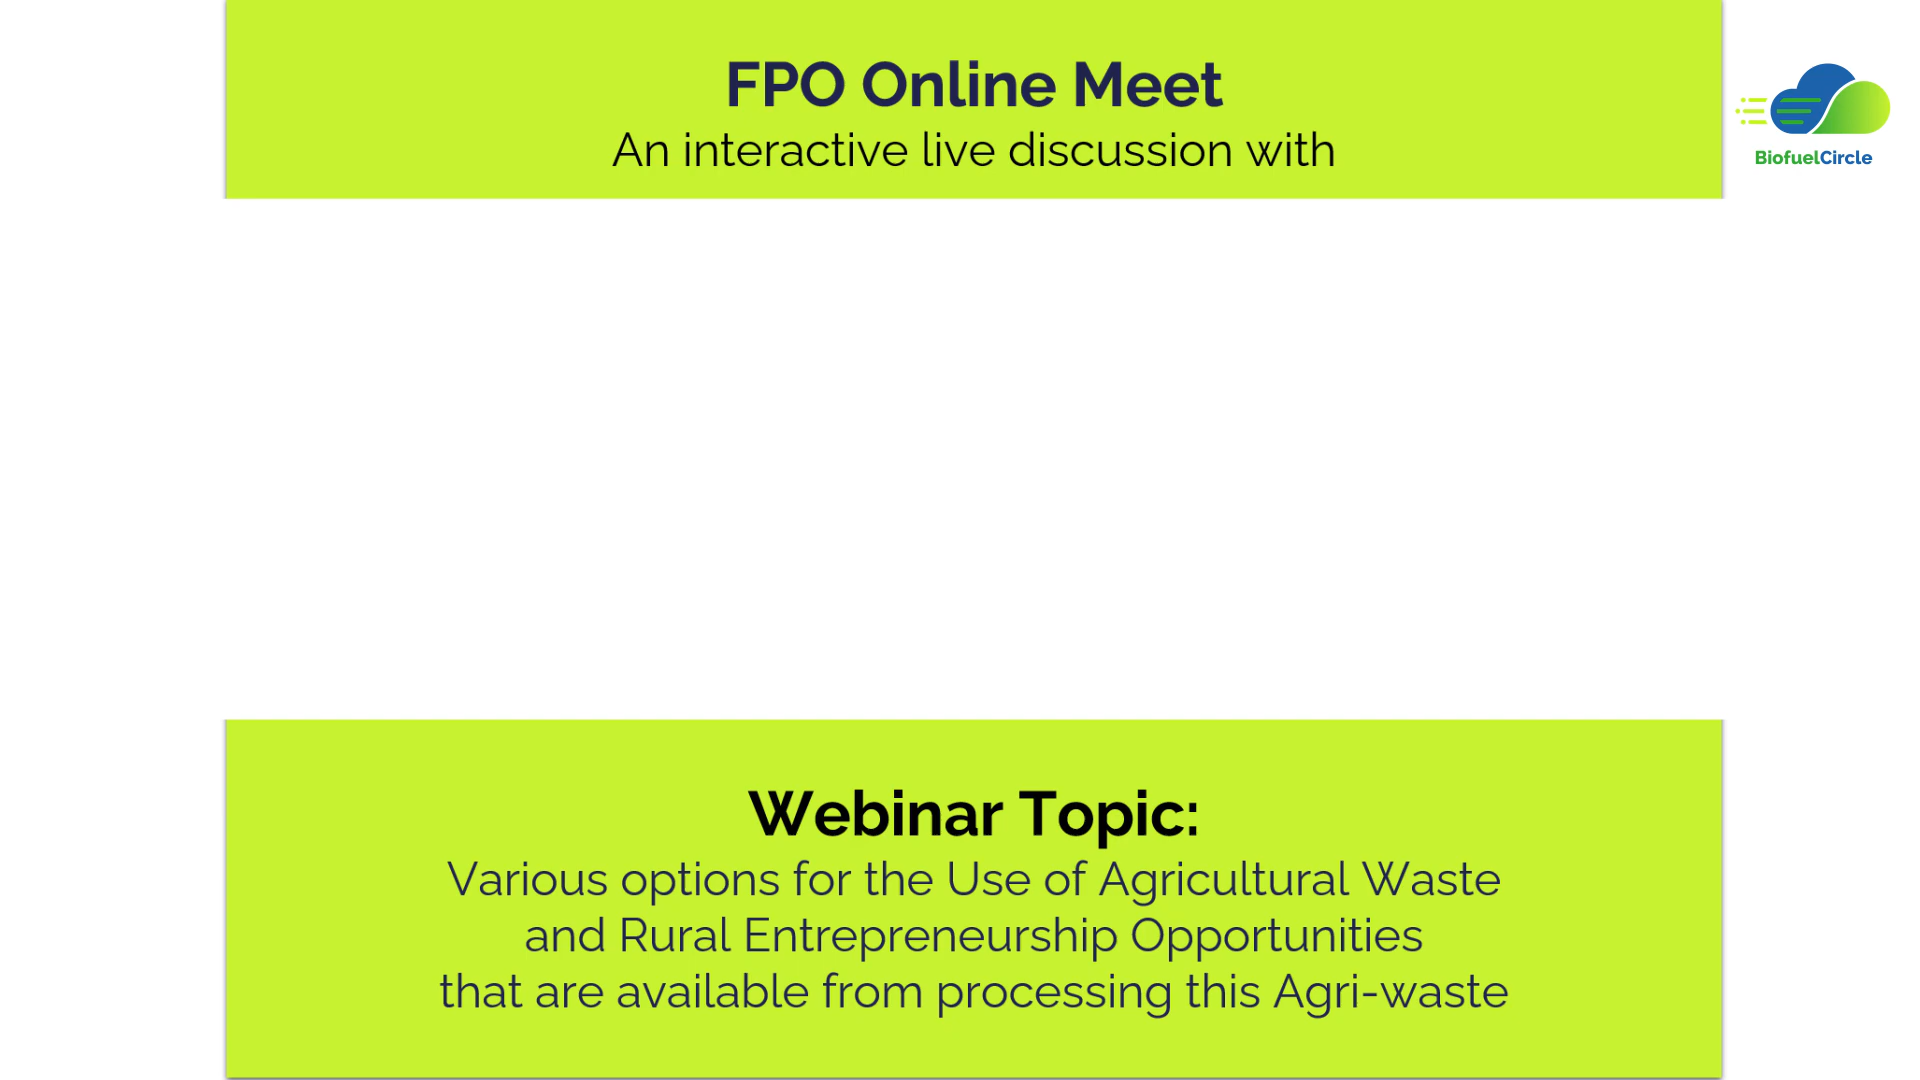 FPO Online Meet
An interactive live discussion with
BiofuelCircle
Webinar Topic:
Various options for the Use of Agricultural Waste
and Rural Entrepreneurship Opportunities
that are available from processing this Agri-waste